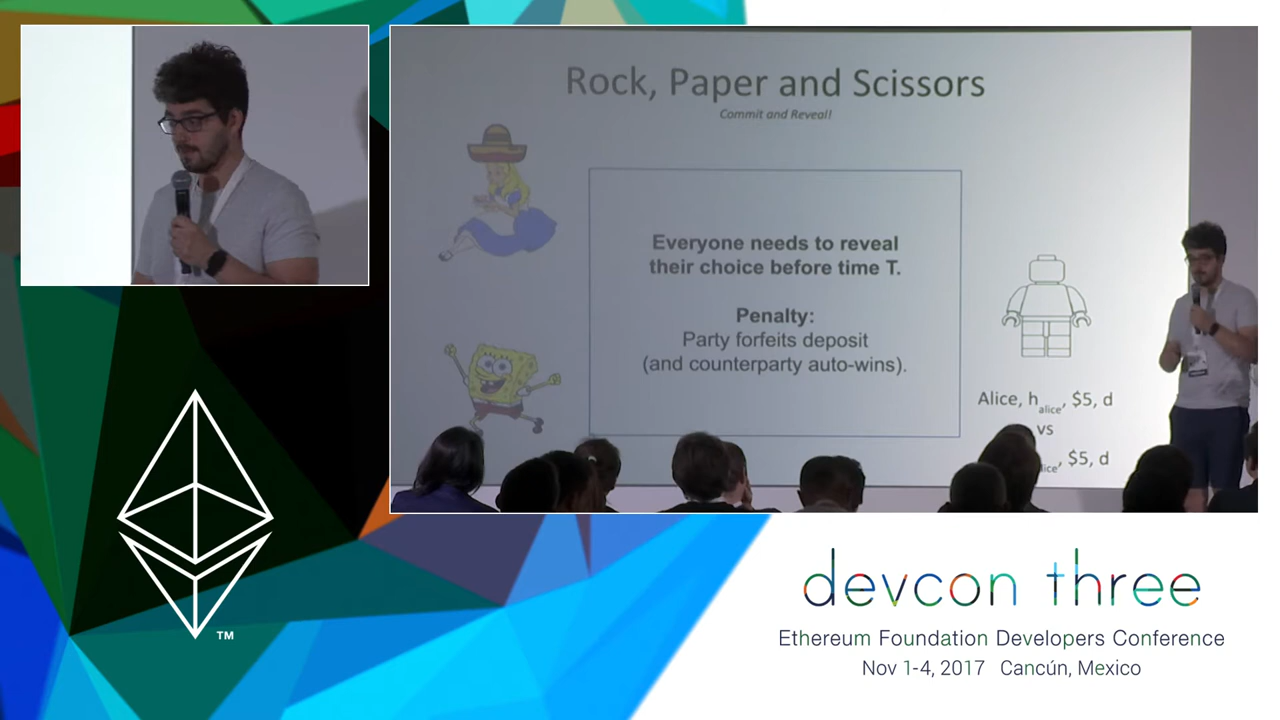 Rock, Paper and Scissors
Commit and Reveal!
Everyone needs to reveal
their choice before time T.
Penalty:
Party forfeits deposit
(and counterparty auto-wins).
Alice, h alice, $5, d
vs
lice, $5, d
TM
devcon three
Ethereum Foundation Developers Conference
Nov 1-4, 2017 Cancún, Mexico